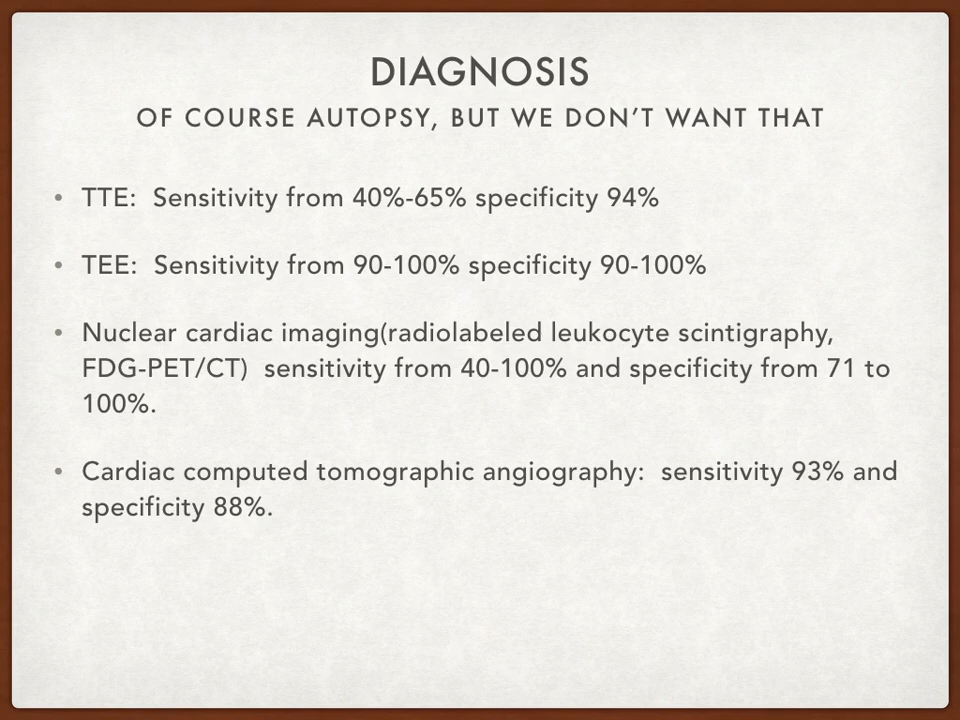 DIAGNOSIS
OF COURSE AUTOPSY, BUT WE DON’T WANT THAT
• TTE:  Sensitivity from 40%-65% specificity 94%
• TEE:  Sensitivity from 90-100% specificity 90-100%
• Nuclear cardiac imaging(radiolabeled leukocyte scintigraphy,
FDG-PET/CT)  sensitivity from 40-100% and specificity from 71 to
100%.
• Cardiac computed tomographic angiography:  sensitivity 93% and
specificity 88%.